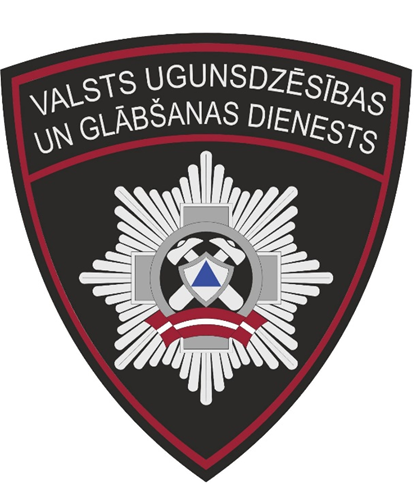 VALSTS UGUNSDZĒSĪBAS
UN GLĀBŠANAS DIENESTS